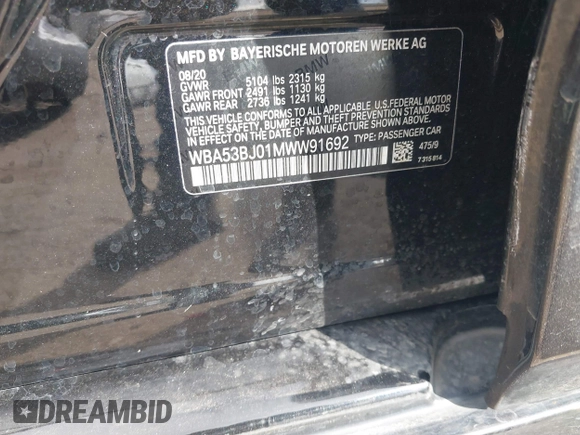 MFD BY BAYERISCHE MOTOREN WERKE AG
08/20
GVWR 5104 lbs 2315 kg
GAWR FRONT 2491 lbs 1130 kg
GAWR REAR 2736 lbs 1241 kg
THIS VEHICLE CONFORMS TO ALL APPLICABLE U.S.FEDERAL MOTOR
VEHICLE SAFETY, BUMPER AND THEFT PREVENTION STANDARDS
IN EFFECT ON THE DATE OF MANUFACTURE SHOWN ABOVE.
WBA53BJ01MWW91692 TYPE: PASSENGER CAR
475/9
7 315 814
DREAMBID